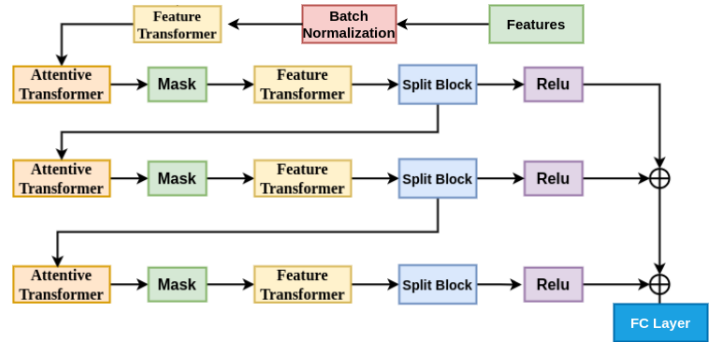 Feature
Transformer
Batch
Normalization
Features
Attentive
Transformer
Mask
Feature
Transformer
Split Block
Relu
Attentive
Transformer
Mask
Feature
Transformer
Split Block
Relu
Attentive
Transformer
Mask
Feature
Transformer
Split Block
Relu
FC Layer